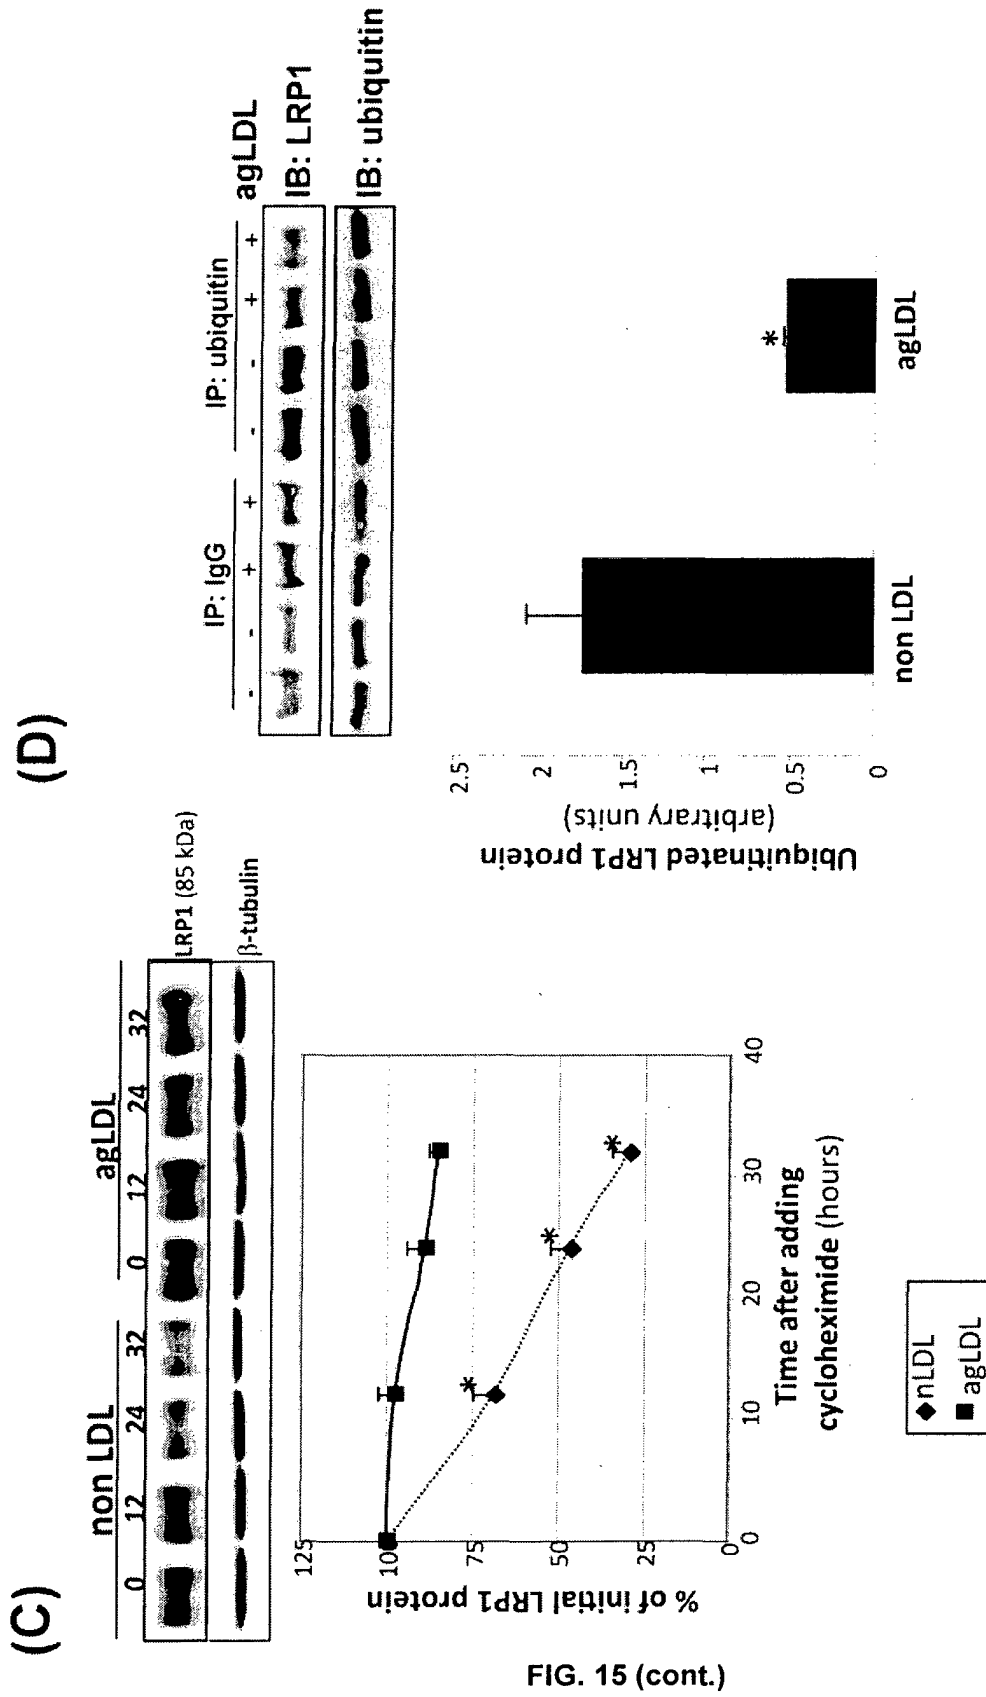 (C)
non LDL
agLDL
0 12 24 32 0 12 24 32
LRP1 (85 kDa)
β-tubulin
% of initial LRP1 protein
125
100
75
50
25
0
0 10 20 30 40
Time after adding
cycloheximide (hours)
nLDL
agLDL
(D)
IP: IgG
IP: ubiquitin
- - + + - - + + agLDL
IB: LRP1
IB: ubiquitin
Ubiquitinated LRP1 protein
(arbitrary units)
2.5
2
1.5
1
0.5
0
*
non LDL
agLDL
* * *
FIG. 15 (cont.)